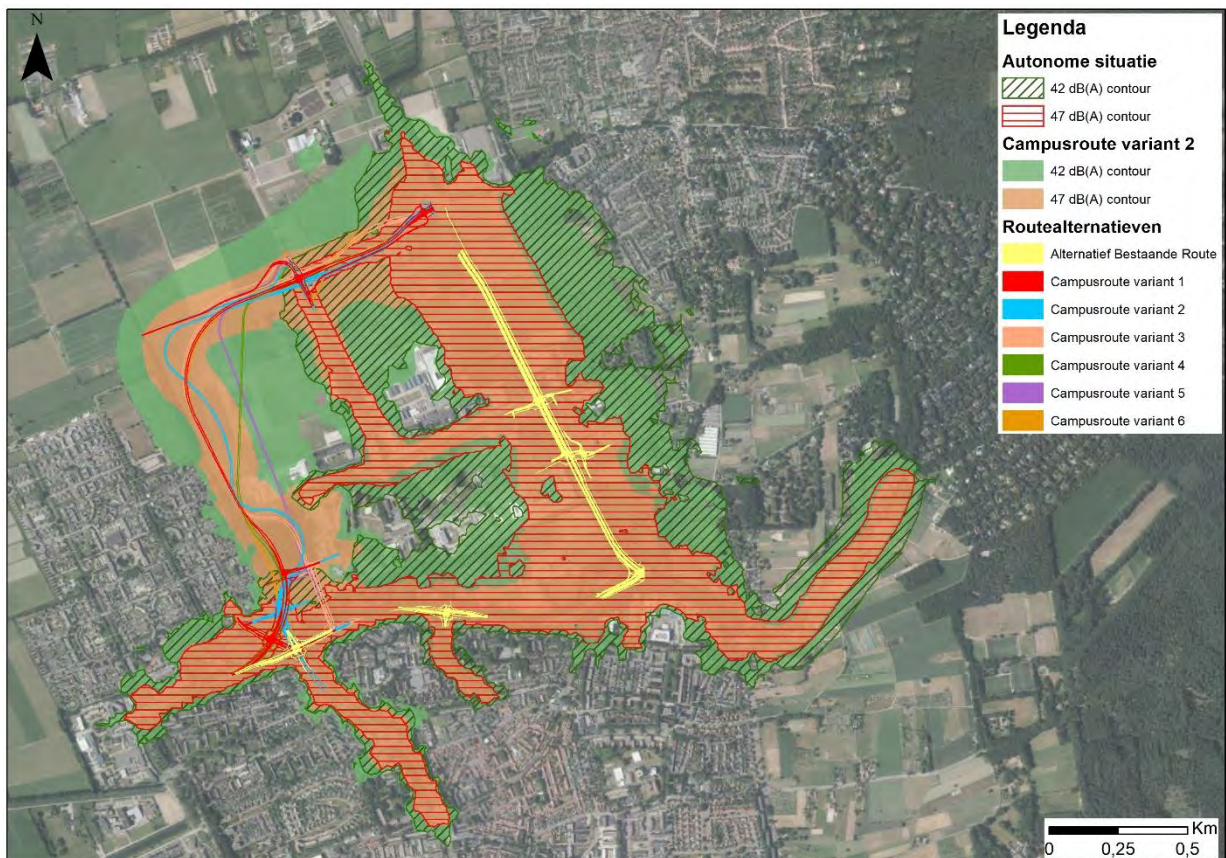 N
Legenda
Autonome situatie
42 dB(A) contour
47 dB(A) contour
Campusroute variant 2
42 dB(A) contour
47 dB(A) contour
Routealternatieven
Alternatief Bestaande Route
Campusroute variant 1
Campusroute variant 2
Campusroute variant 3
Campusroute variant 4
Campusroute variant 5
Campusroute variant 6
Km
0 0,25 0,5